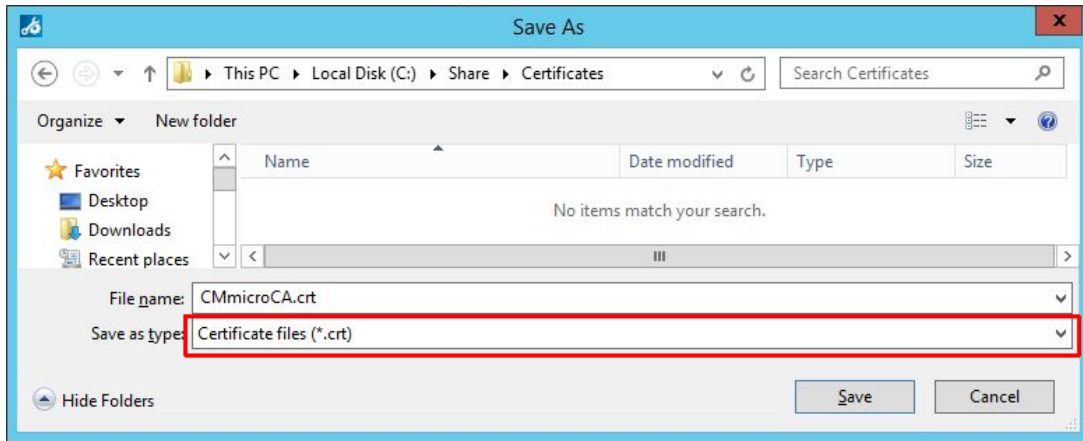 Save As
x
This PC ▸ Local Disk (C:) ▸ Share ▸ Certificates
Search Certificates
Organize
New folder
Name
Date modified
Type
Size
Favorites
Desktop
Downloads
Recent places
No items match your search.
File name: CMmicroCA.crt
Save as type: Certificate files (*.crt)
Hide Folders
Save
Cancel